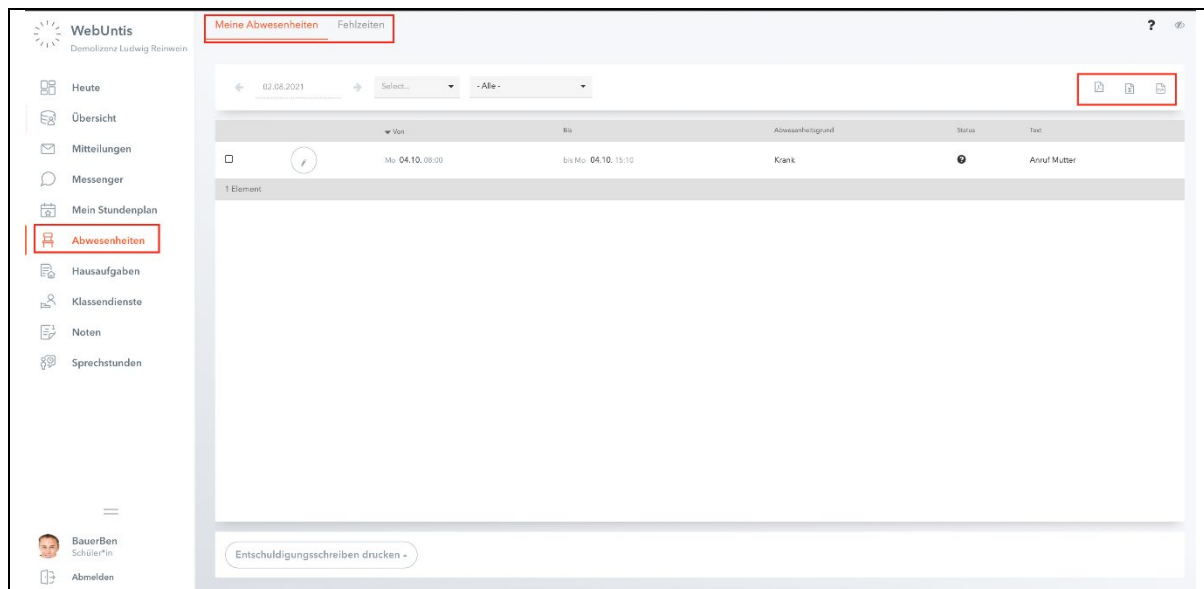 WebUntis
Demolizenz Ludwig Reinwein
Heute
Übersicht
Mitteilungen
Messenger
Mein Stundenplan
Abwesenheiten
Hausaufgaben
Klassendienste
Noten
Sprechstunden
BauerBen
Schüler*in
Abmelden
Meine Abwesenheiten Fehlzeiten ?
02.08.2021 Select... - Alle -
Von Bis Abwesenheitsgrund Status Text
Mo 04.10. 08:00 bis Mo 04.10. 15:10 Krank ? Anruf Mutter
1 Element
Entschuldigungsschreiben drucken -